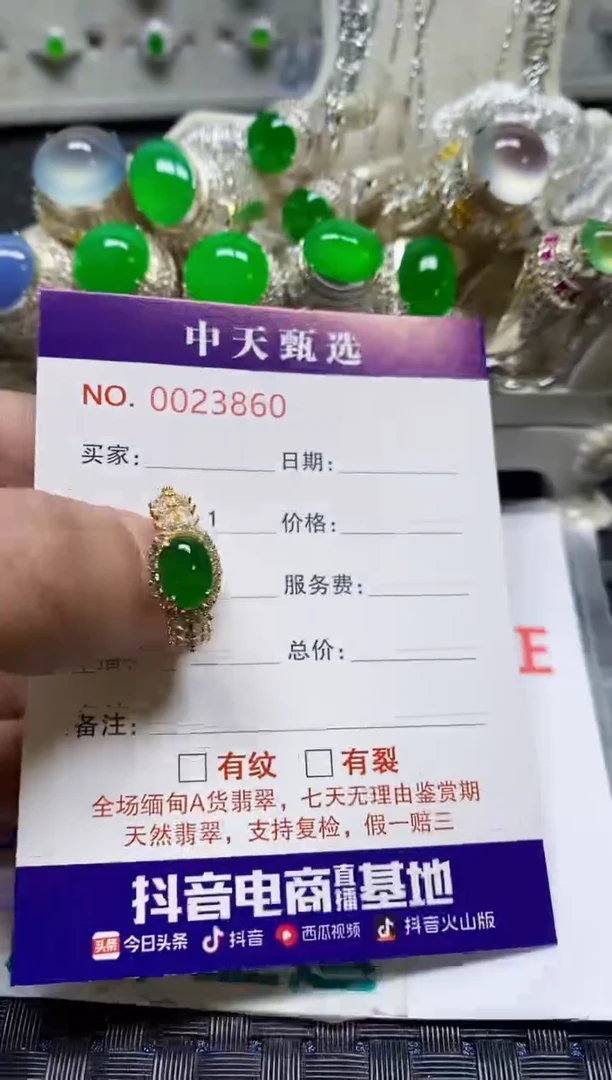 中天甄选
NO. 0023860
买家: 日期:
1 价格:
服务费:
总价:
备注:
□ 有纹 □ 有裂
全场缅甸A货翡翠，七天无理由鉴赏期
天然翡翠，支持复检，假一赔三
抖音电商直播基地
头条 今日头条 抖音 西瓜视频 抖音火山版
E